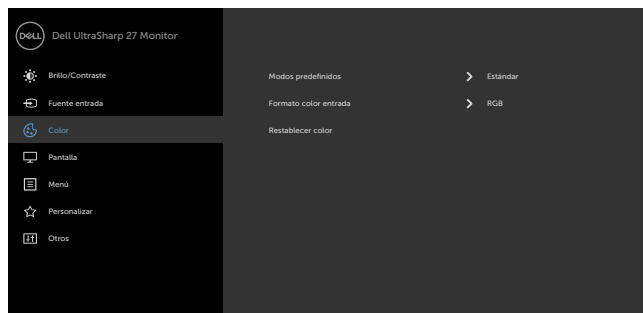 DELL Dell UltraSharp 27 Monitor
Brillo/Contraste
Modos predefinidos Estándar
Fuente entrada
Formato color entrada RGB
Color
Restablecer color
Pantalla
Menú
Personalizar
Otros